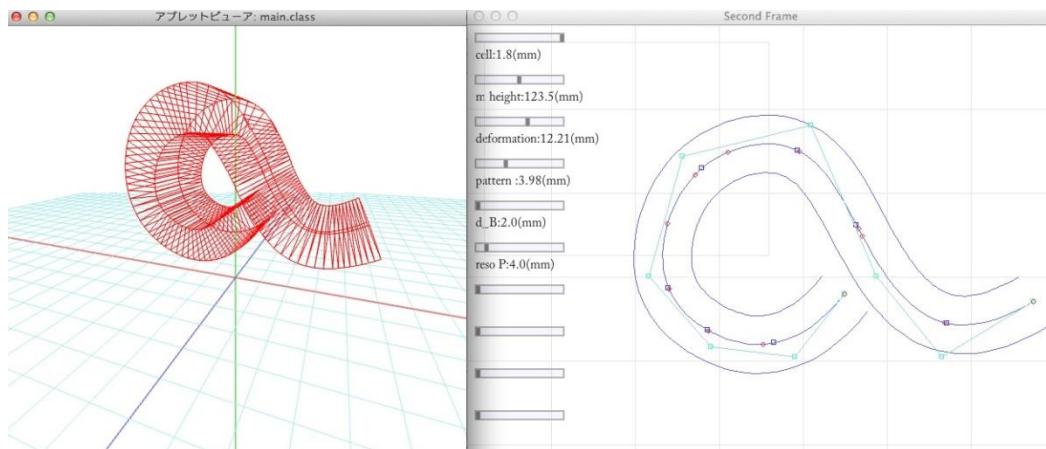 アプレットビューア: main.class
Second Frame
cell:1.8(mm)
m height:123.5(mm)
deformation:12.21(mm)
pattern :3.98(mm)
d_B:2.0(mm)
reso P:4.0(mm)